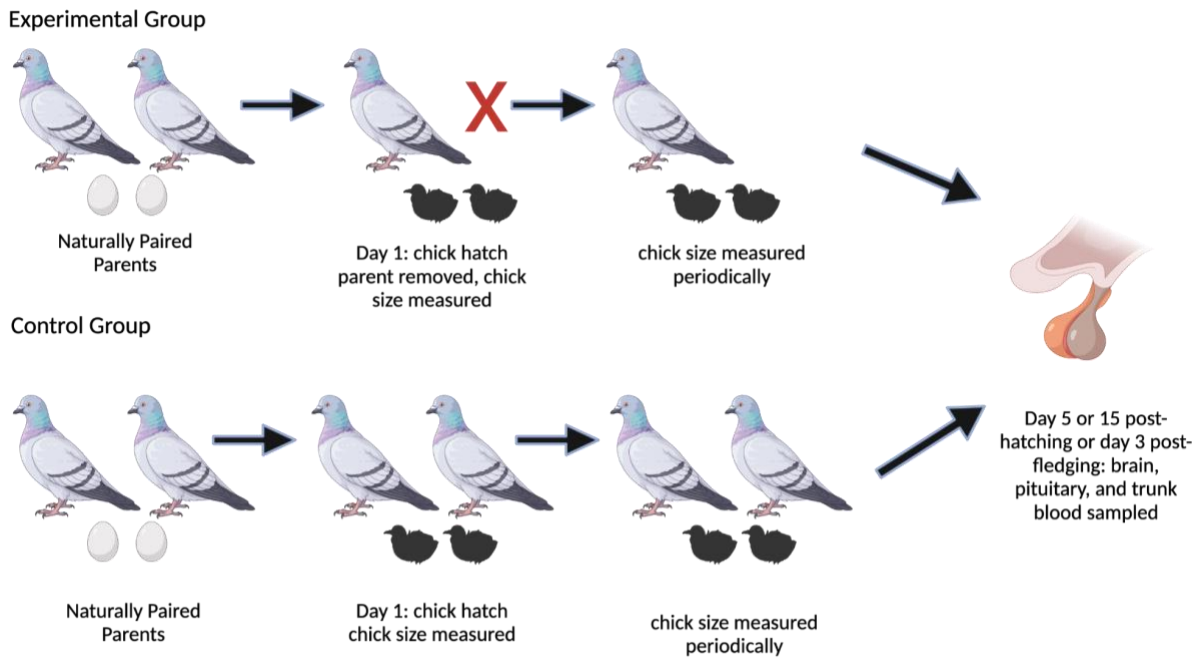 Experimental Group
Naturally Paired
Parents
Day 1: chick hatch
parent removed, chick
size measured
X
chick size measured
periodically
Control Group
Naturally Paired
Parents
Day 1: chick hatch
chick size measured
chick size measured
periodically
Day 5 or 15 post-
hatching or day 3 post-
fledging: brain,
pituitary, and trunk
blood sampled